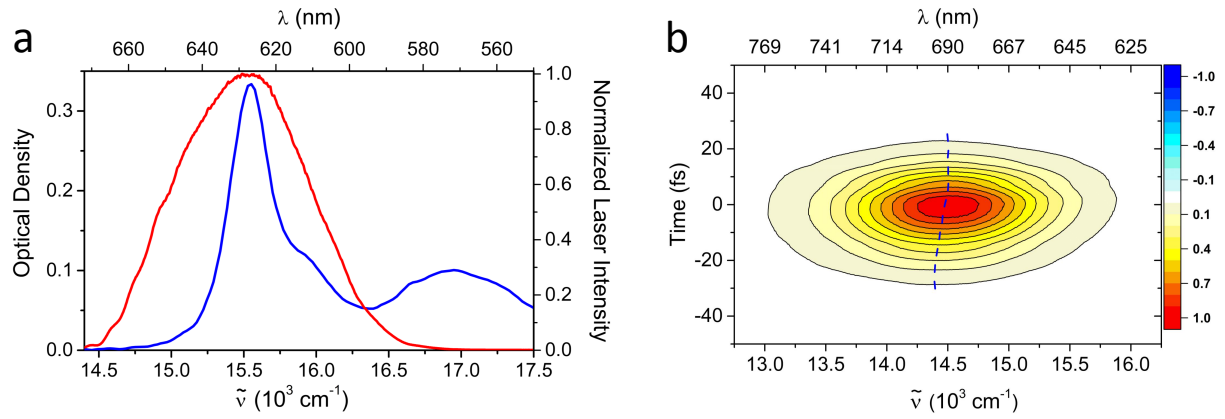 a
λ (nm)
660 640 620 600 580 560
Optical Density
0.3
0.2
0.1
0.0
Normalized Laser Intensity
1.0
0.8
0.6
0.4
0.2
0.0
14.5 15.0 15.5 16.0 16.5 17.0 17.5
ν̃ (10³ cm⁻¹)
b
λ (nm)
769 741 714 690 667 645 625
Time (fs)
40
20
0
-20
-40
13.0 13.5 14.0 14.5 15.0 15.5 16.0
ν̃ (10³ cm⁻¹)
-1.0
-0.7
-0.4
-0.1
0.1
0.4
0.7
1.0